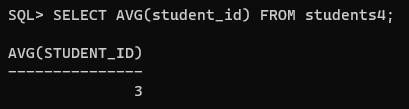 SQL> SELECT AVG(student_id) FROM students4;
AVG(STUDENT_ID)
---------------
3